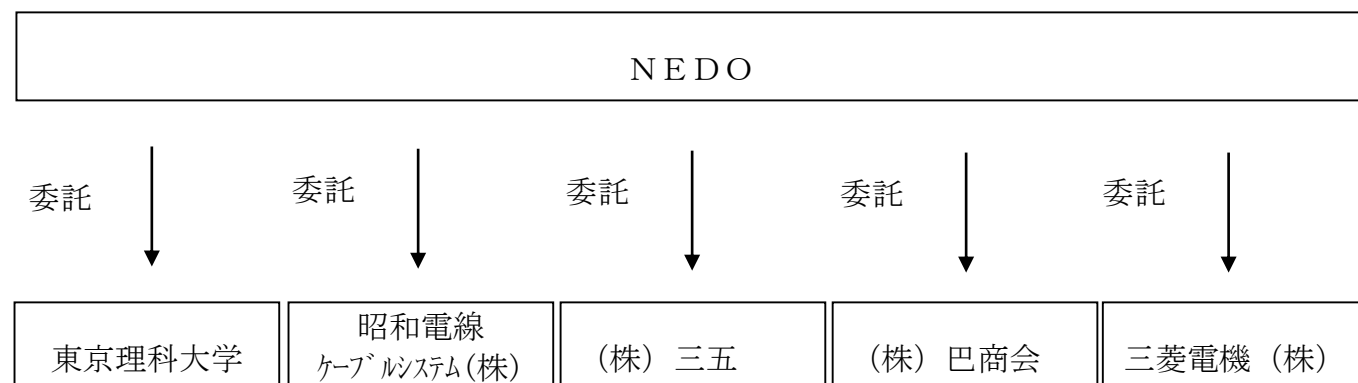 ＮＥＤＯ
委託 委託 委託 委託 委託
東京理科大学
昭和電線
ｹｰﾌﾞﾙｼｽﾃﾑ(株)
（株）三五
（株）巴商会
三菱電機（株）